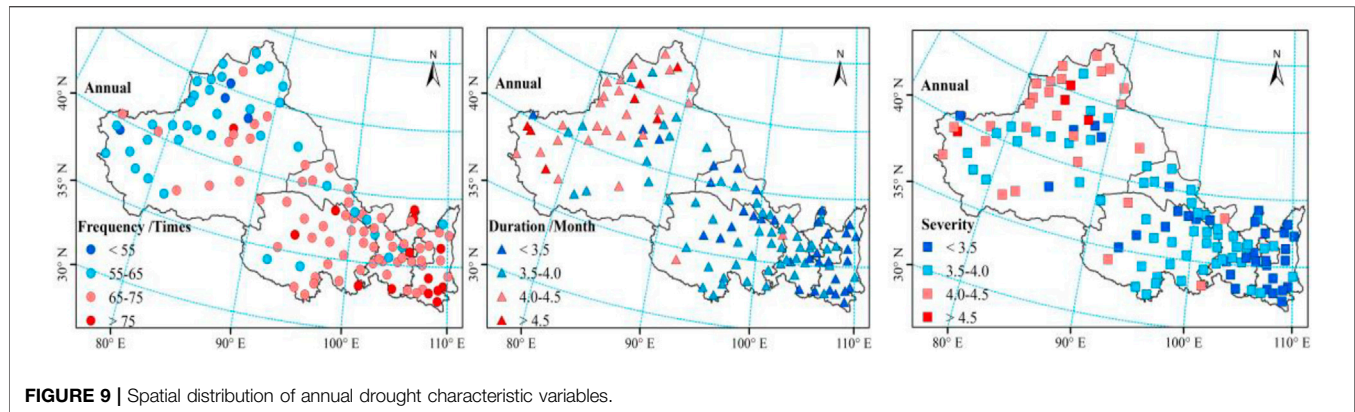 N
Annual
40° N
35° N
30° N
Frequency /Times
< 55
55-65
65-75
> 75
80° E
90° E
100° E
110° E
N
Annual
40° N
35° N
30° N
Duration /Month
< 3.5
3.5-4.0
4.0-4.5
> 4.5
80° E
90° E
100° E
110° E
N
Annual
40° N
35° N
30° N
Severity
< 3.5
3.5-4.0
4.0-4.5
> 4.5
80° E
90° E
100° E
110° E
FIGURE 9 | Spatial distribution of annual drought characteristic variables.